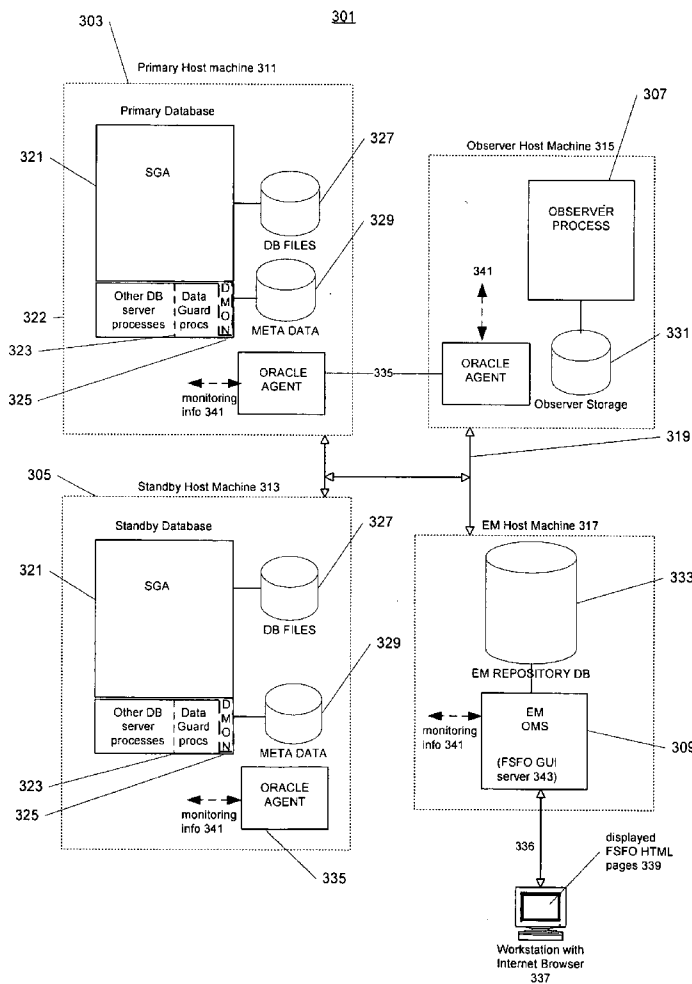 301
303
Primary Host machine 311
Primary Database
321
SGA
327
DB FILES
329
META DATA
Other DB
server
processes
Data
Guard
procs
D
M
O
N
322
323
325
ORACLE
AGENT
monitoring
info 341
335
307
Observer Host Machine 315
OBSERVER
PROCESS
341
ORACLE
AGENT
331
Observer Storage
319
305
Standby Host Machine 313
Standby Database
321
SGA
327
DB FILES
329
META DATA
Other DB
server
processes
Data
Guard
procs
D
M
O
N
323
325
ORACLE
AGENT
monitoring
info 341
335
EM Host Machine 317
333
EM REPOSITORY DB
EM
OMS
(FSFO GUI
server 343)
monitoring
info 341
309
336
displayed
FSFO HTML
pages 339
Workstation with
Internet Browser
337